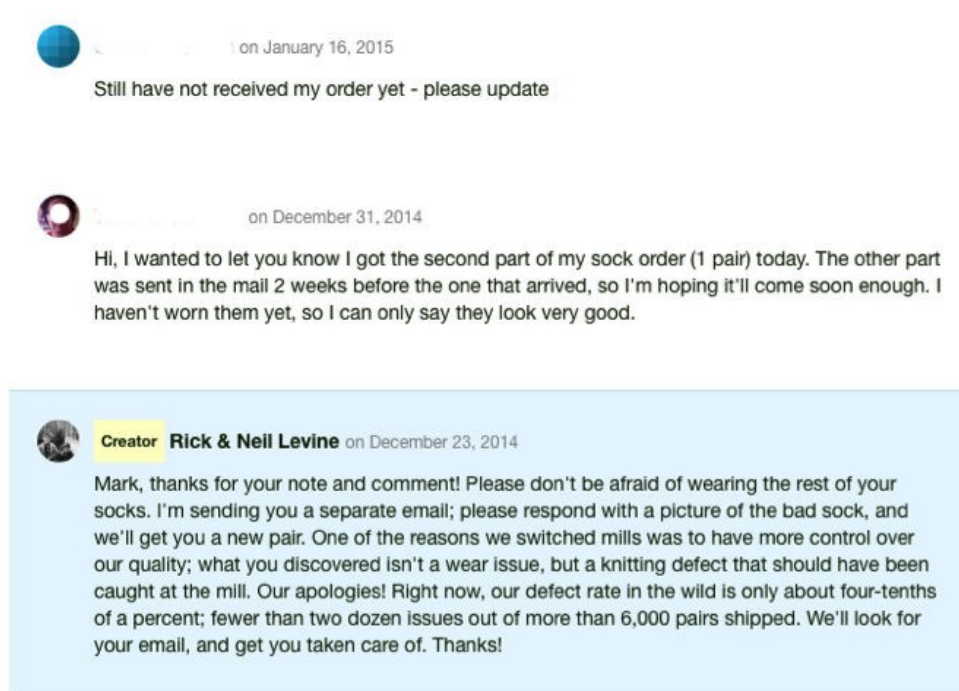 on January 16, 2015
Still have not received my order yet - please update
on December 31, 2014
Hi, I wanted to let you know I got the second part of my sock order (1 pair) today. The other part
was sent in the mail 2 weeks before the one that arrived, so I'm hoping it'll come soon enough. I
haven't worn them yet, so I can only say they look very good.
Creator Rick & Neil Levine on December 23, 2014
Mark, thanks for your note and comment! Please don't be afraid of wearing the rest of your
socks. I'm sending you a separate email; please respond with a picture of the bad sock, and
we'll get you a new pair. One of the reasons we switched mills was to have more control over
our quality; what you discovered isn't a wear issue, but a knitting defect that should have been
caught at the mill. Our apologies! Right now, our defect rate in the wild is only about four-tenths
of a percent; fewer than two dozen issues out of more than 6,000 pairs shipped. We'll look for
your email, and get you taken care of. Thanks!